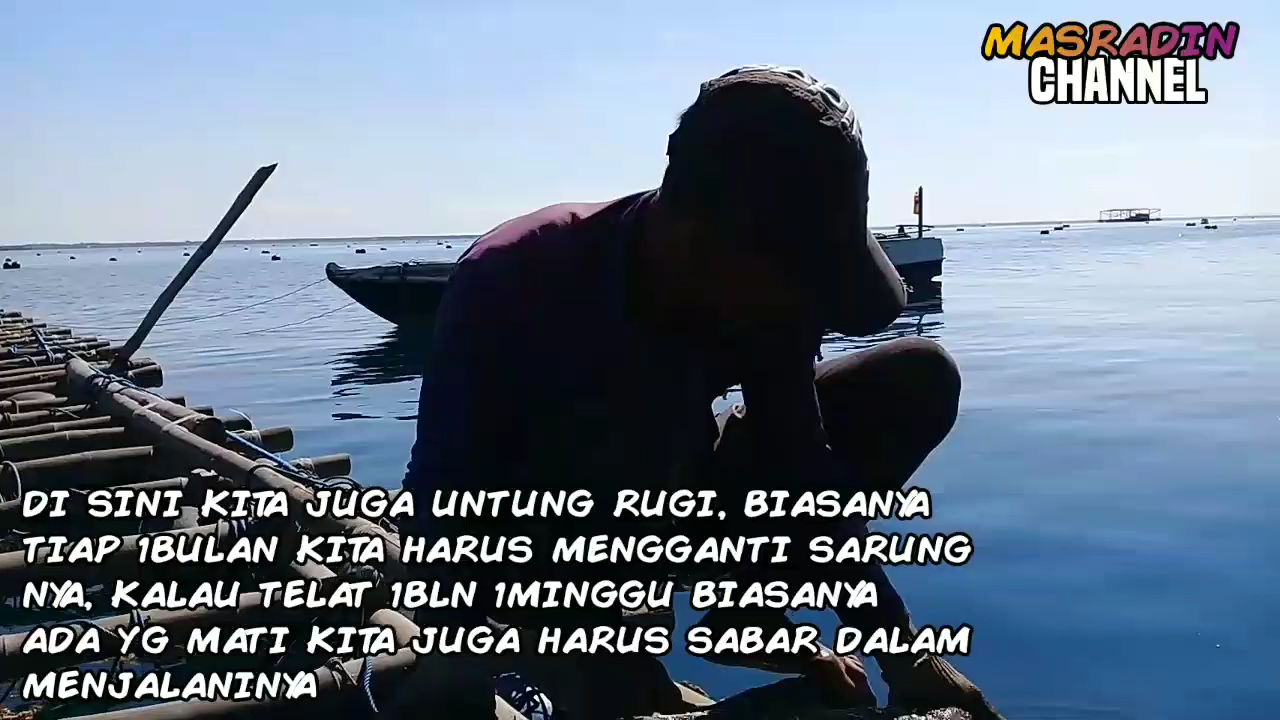 MASRADIN
CHANNEL
DI SINI KITA JUGA UNTUNG RUGI, BIASANYA
TIAP 1BULAN KITA HARUS MENGGANTI SARUNG
NYA, KALAU TELAT 1BLN 1MINGGU BIASANYA
ADA YG MATI KITA JUGA HARUS SABAR DALAM
MENJALANINYA